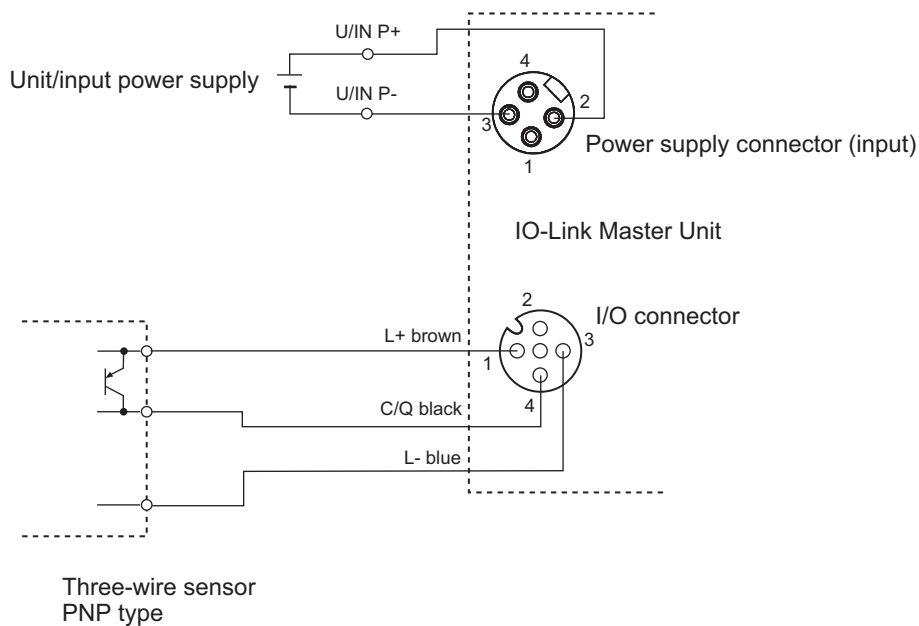 U/IN P+
Unit/input power supply
U/IN P-
4
2
3
1
Power supply connector (input)
IO-Link Master Unit
2
I/O connector
L+ brown
1
3
C/Q black
4
L- blue
Three-wire sensor
PNP type